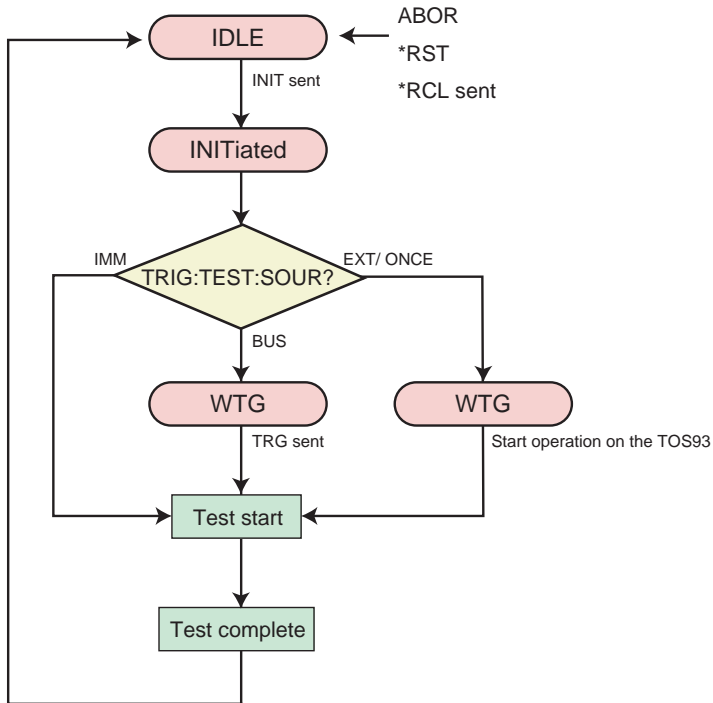 IDLE
ABOR
*RST
*RCL sent
INIT sent
INITiated
IMM
EXT/ ONCE
TRIG:TEST:SOUR?
BUS
WTG
WTG
TRG sent
Start operation on the TOS93
Test start
Test complete